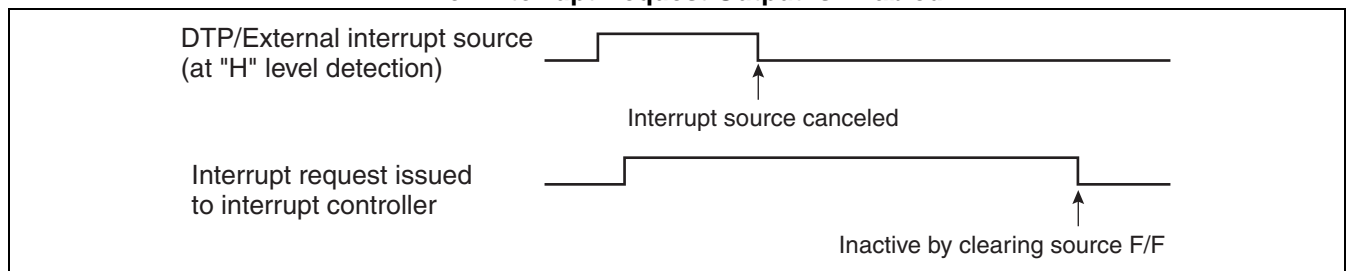 DTP/External interrupt source
(at "H" level detection)
Interrupt source canceled
Interrupt request issued
to interrupt controller
Inactive by clearing source F/F